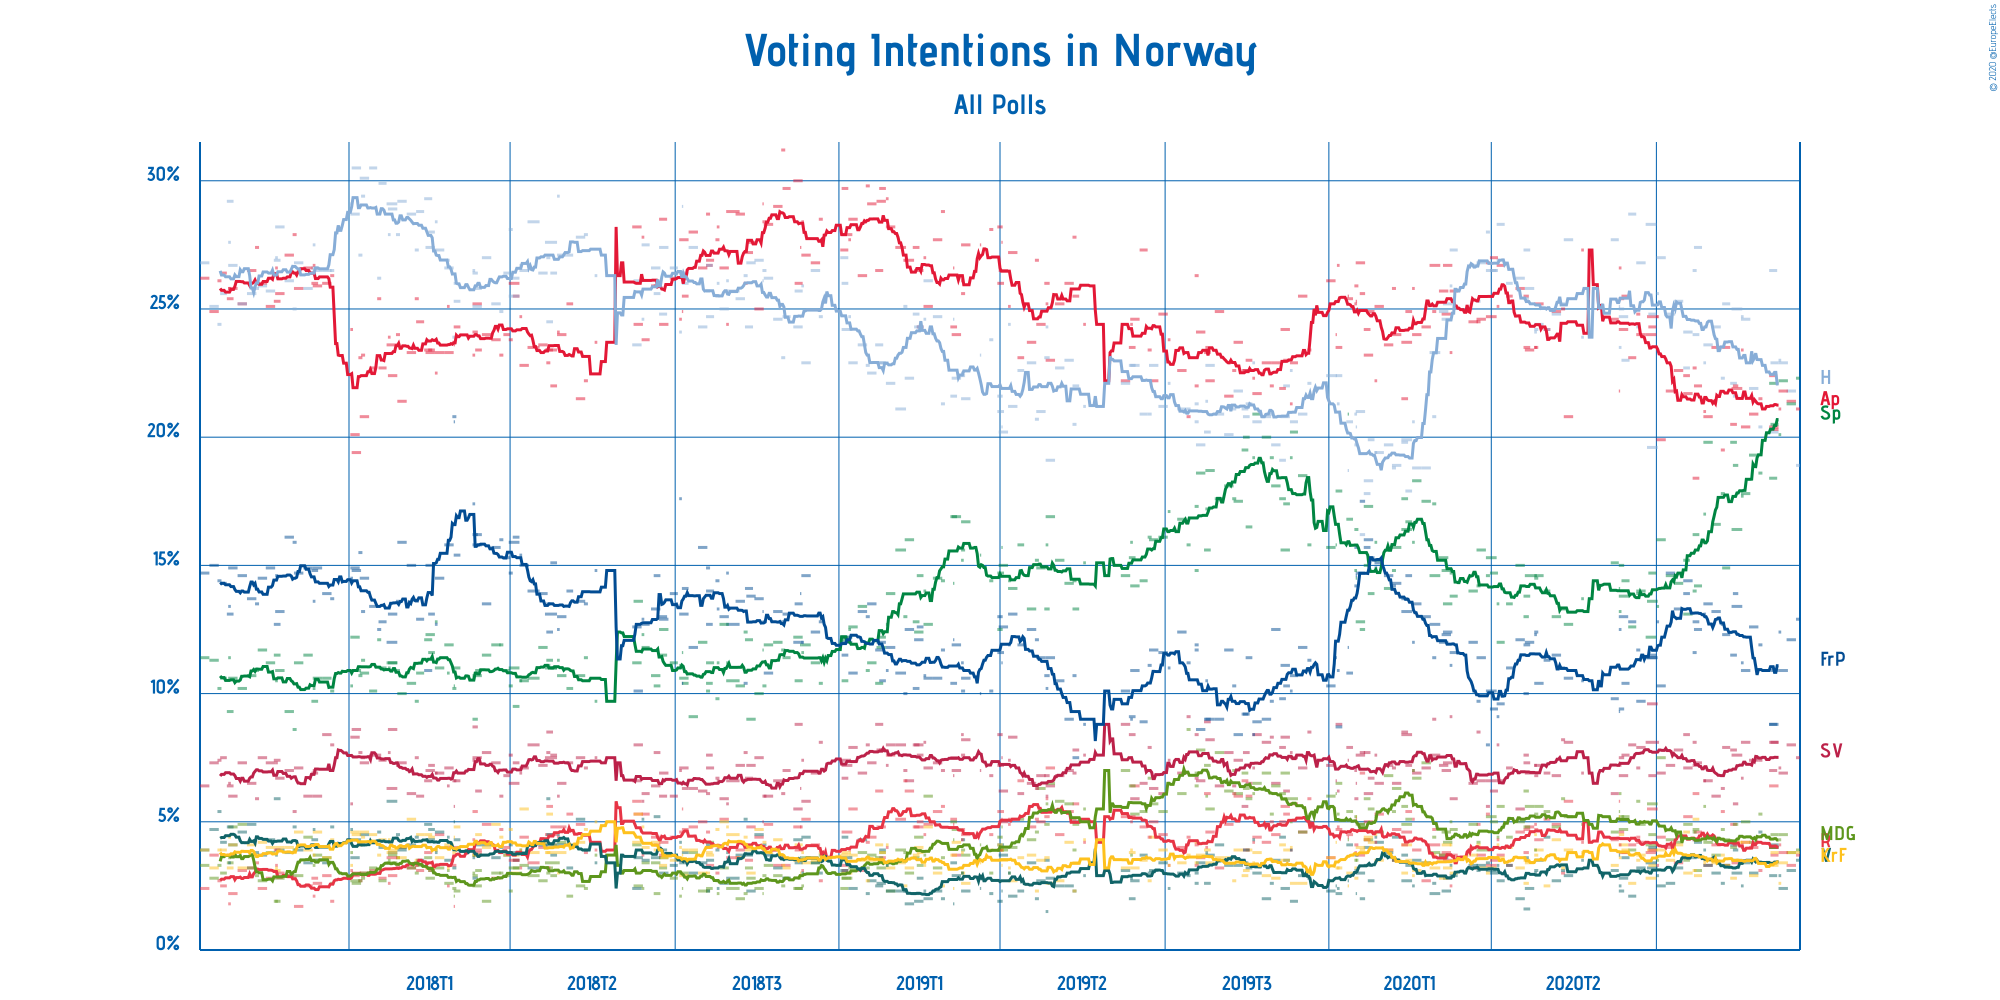 Voting Intentions in Norway
© 2020 @EuropeElects
All Polls
30%
25%
20%
15%
10%
5%
0%
H
Ap
Sp
FrP
SV
MDG
R
KrF
V
2018T1
2018T2
2018T3
2019T1
2019T2
2019T3
2020T1
2020T2